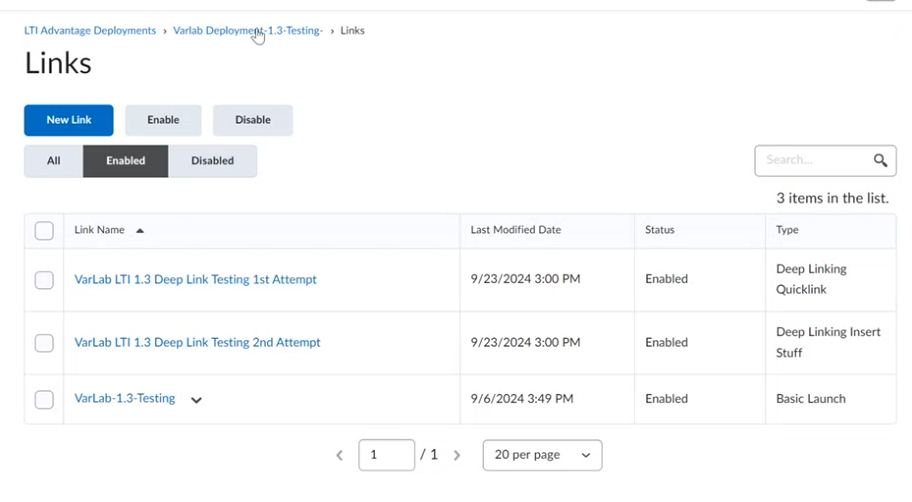 LTI Advantage Deployments › Varlab Deployment-1.3-Testing- › Links
Links
New Link Enable Disable
All Enabled Disabled
Search...
3 items in the list.
Link Name Last Modified Date Status Type
VarLab LTI 1.3 Deep Link Testing 1st Attempt 9/23/2024 3:00 PM Enabled Deep Linking
Quicklink
VarLab LTI 1.3 Deep Link Testing 2nd Attempt 9/23/2024 3:00 PM Enabled Deep Linking Insert
Stuff
VarLab-1.3-Testing 9/6/2024 3:49 PM Enabled Basic Launch
1 / 1 20 per page